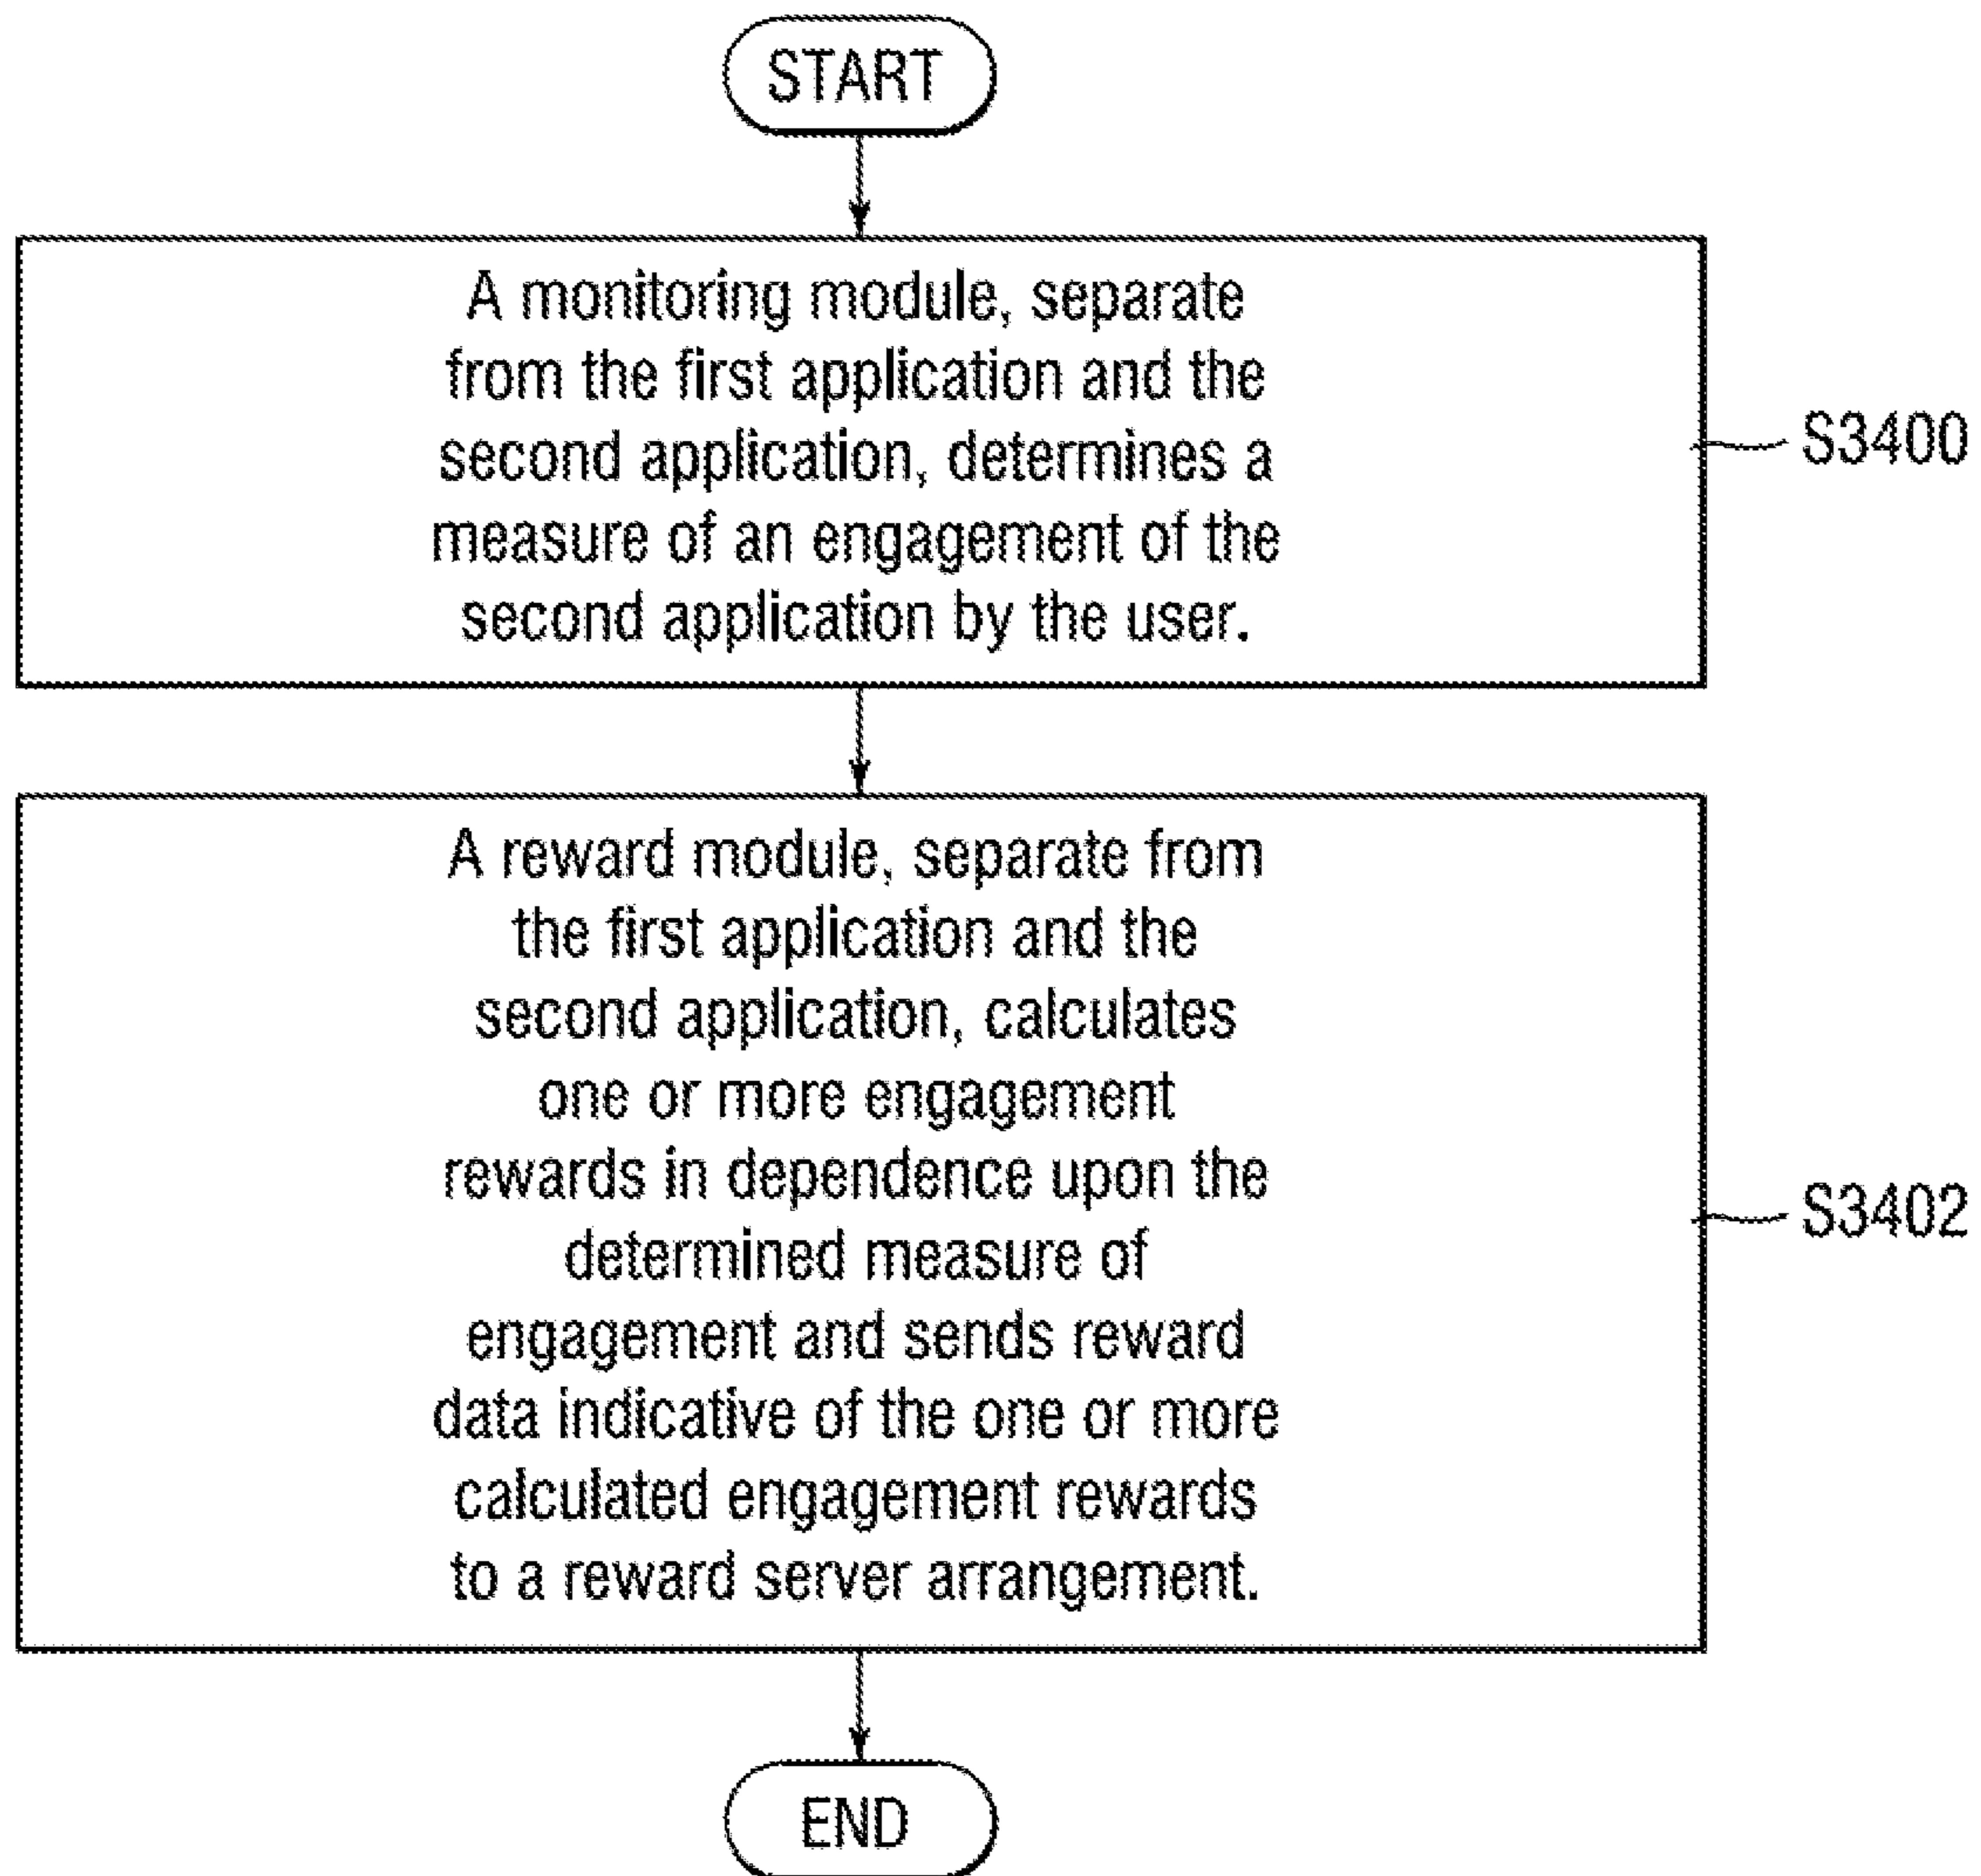 START
A monitoring module, separate
from the first application and the
second application, determines a
measure of an engagement of the
second application by the user.
S3400
A reward module, separate from
the first application and the
second application, calculates
one or more engagement
rewards in dependence upon the
determined measure of
engagement and sends reward
data indicative of the one or more
calculated engagement rewards
to a reward server arrangement.
S3402
END